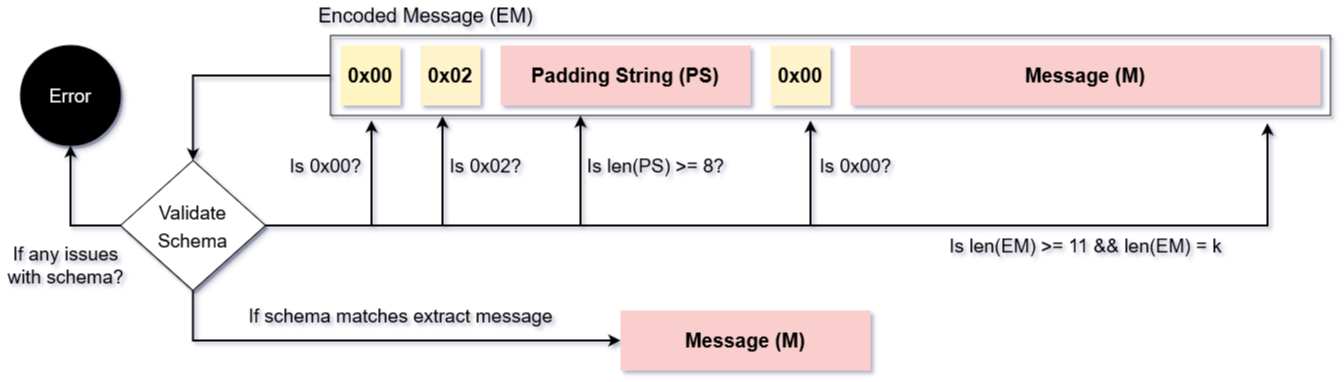 Encoded Message (EM)
0x00
0x02
Padding String (PS)
0x00
Message (M)
Error
Is 0x00?
Is 0x02?
Is len(PS) >= 8?
Is 0x00?
Validate
Schema
If any issues
with schema?
Is len(EM) >= 11 && len(EM) = k
If schema matches extract message
Message (M)